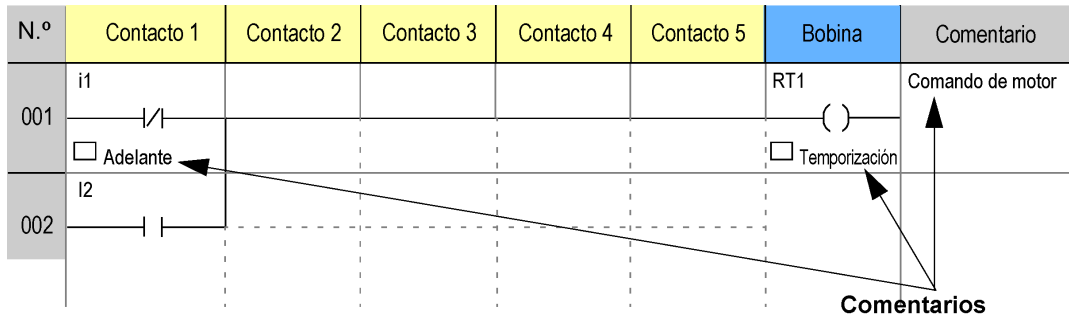 N.º Contacto 1 Contacto 2 Contacto 3 Contacto 4 Contacto 5 Bobina Comentario
i1 RT1 Comando de motor
001
Adelante Temporización
I2
002
Comentarios